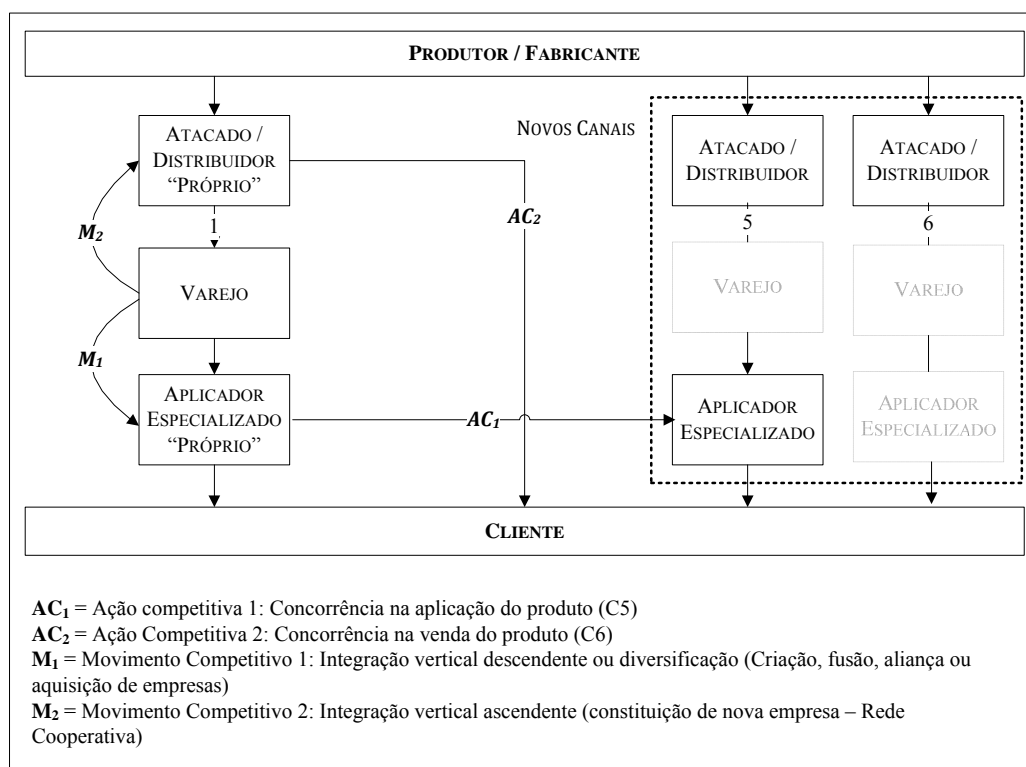 PRODUTOR / FABRICANTE
NOVOS CANAIS
ATACADO /
DISTRIBUIDOR
“PRÓPRIO”
ATACADO /
DISTRIBUIDOR
ATACADO /
DISTRIBUIDOR
M2
1
AC2
5
6
VAREJO
VAREJO
VAREJO
M1
APLICADOR
ESPECIALIZADO
“PRÓPRIO”
AC1
APLICADOR
ESPECIALIZADO
APLICADOR
ESPECIALIZADO
CLIENTE
AC1 = Ação competitiva 1: Concorrência na aplicação do produto (C5)
AC2 = Ação Competitiva 2: Concorrência na venda do produto (C6)
M1 = Movimento Competitivo 1: Integração vertical descendente ou diversificação (Criação, fusão, aliança ou
aquisição de empresas)
M2 = Movimento Competitivo 2: Integração vertical ascendente (constituição de nova empresa – Rede
Cooperativa)